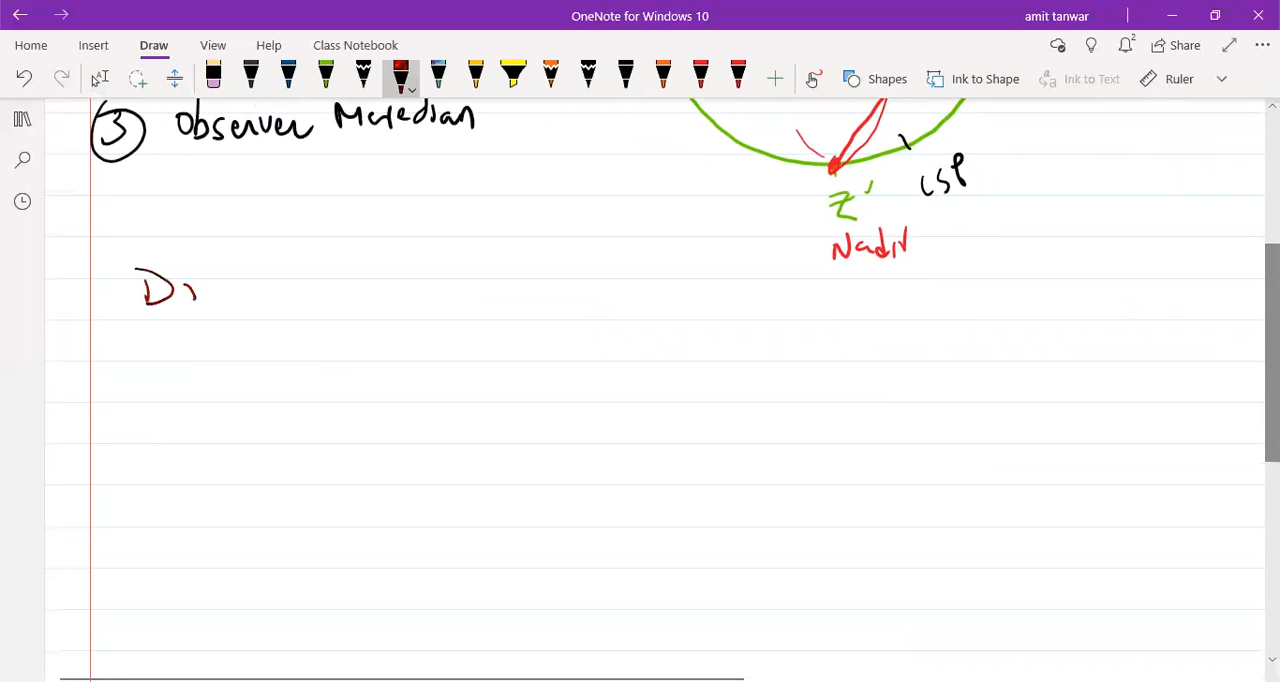 OneNote for Windows 10
amit tanwar
Home Insert Draw View Help Class Notebook
Share
Shapes
Ink to Shape
Ink to Text
Ruler
3 Observer Meredian
CSP
Z'
Nadir